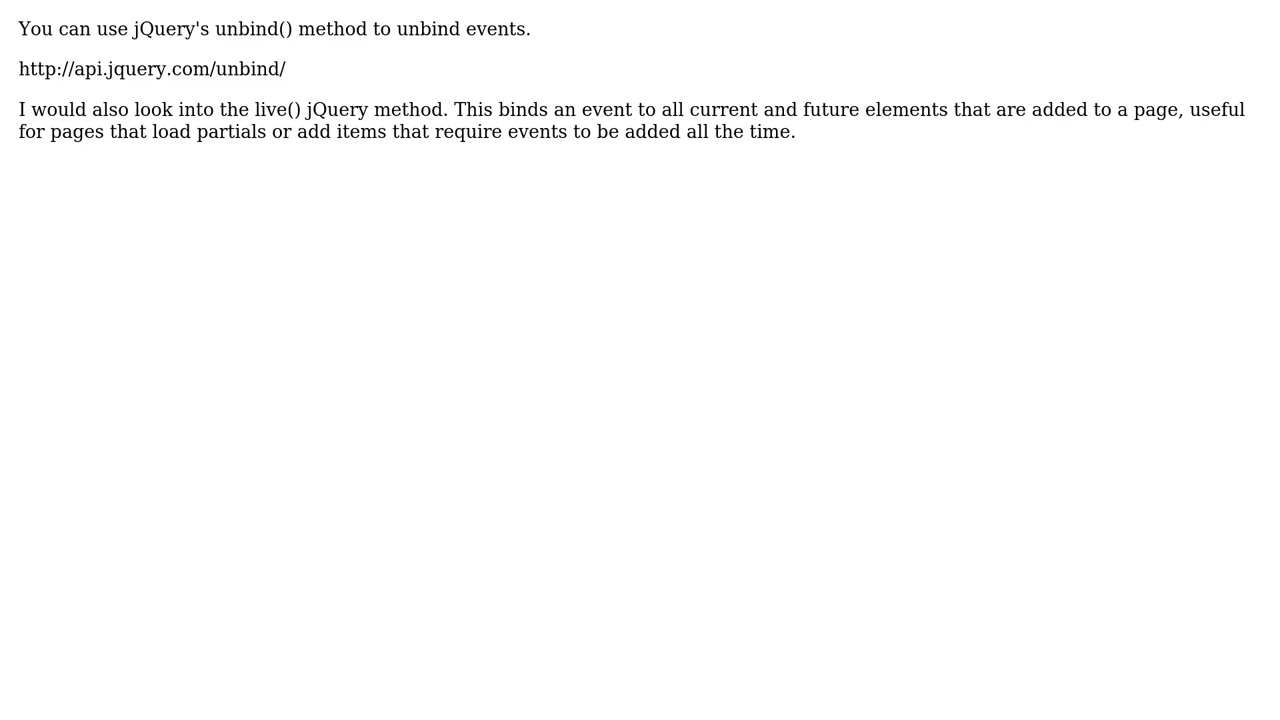 You can use jQuery's unbind() method to unbind events.
http://api.jquery.com/unbind/
I would also look into the live() jQuery method. This binds an event to all current and future elements that are added to a page, useful
for pages that load partials or add items that require events to be added all the time.